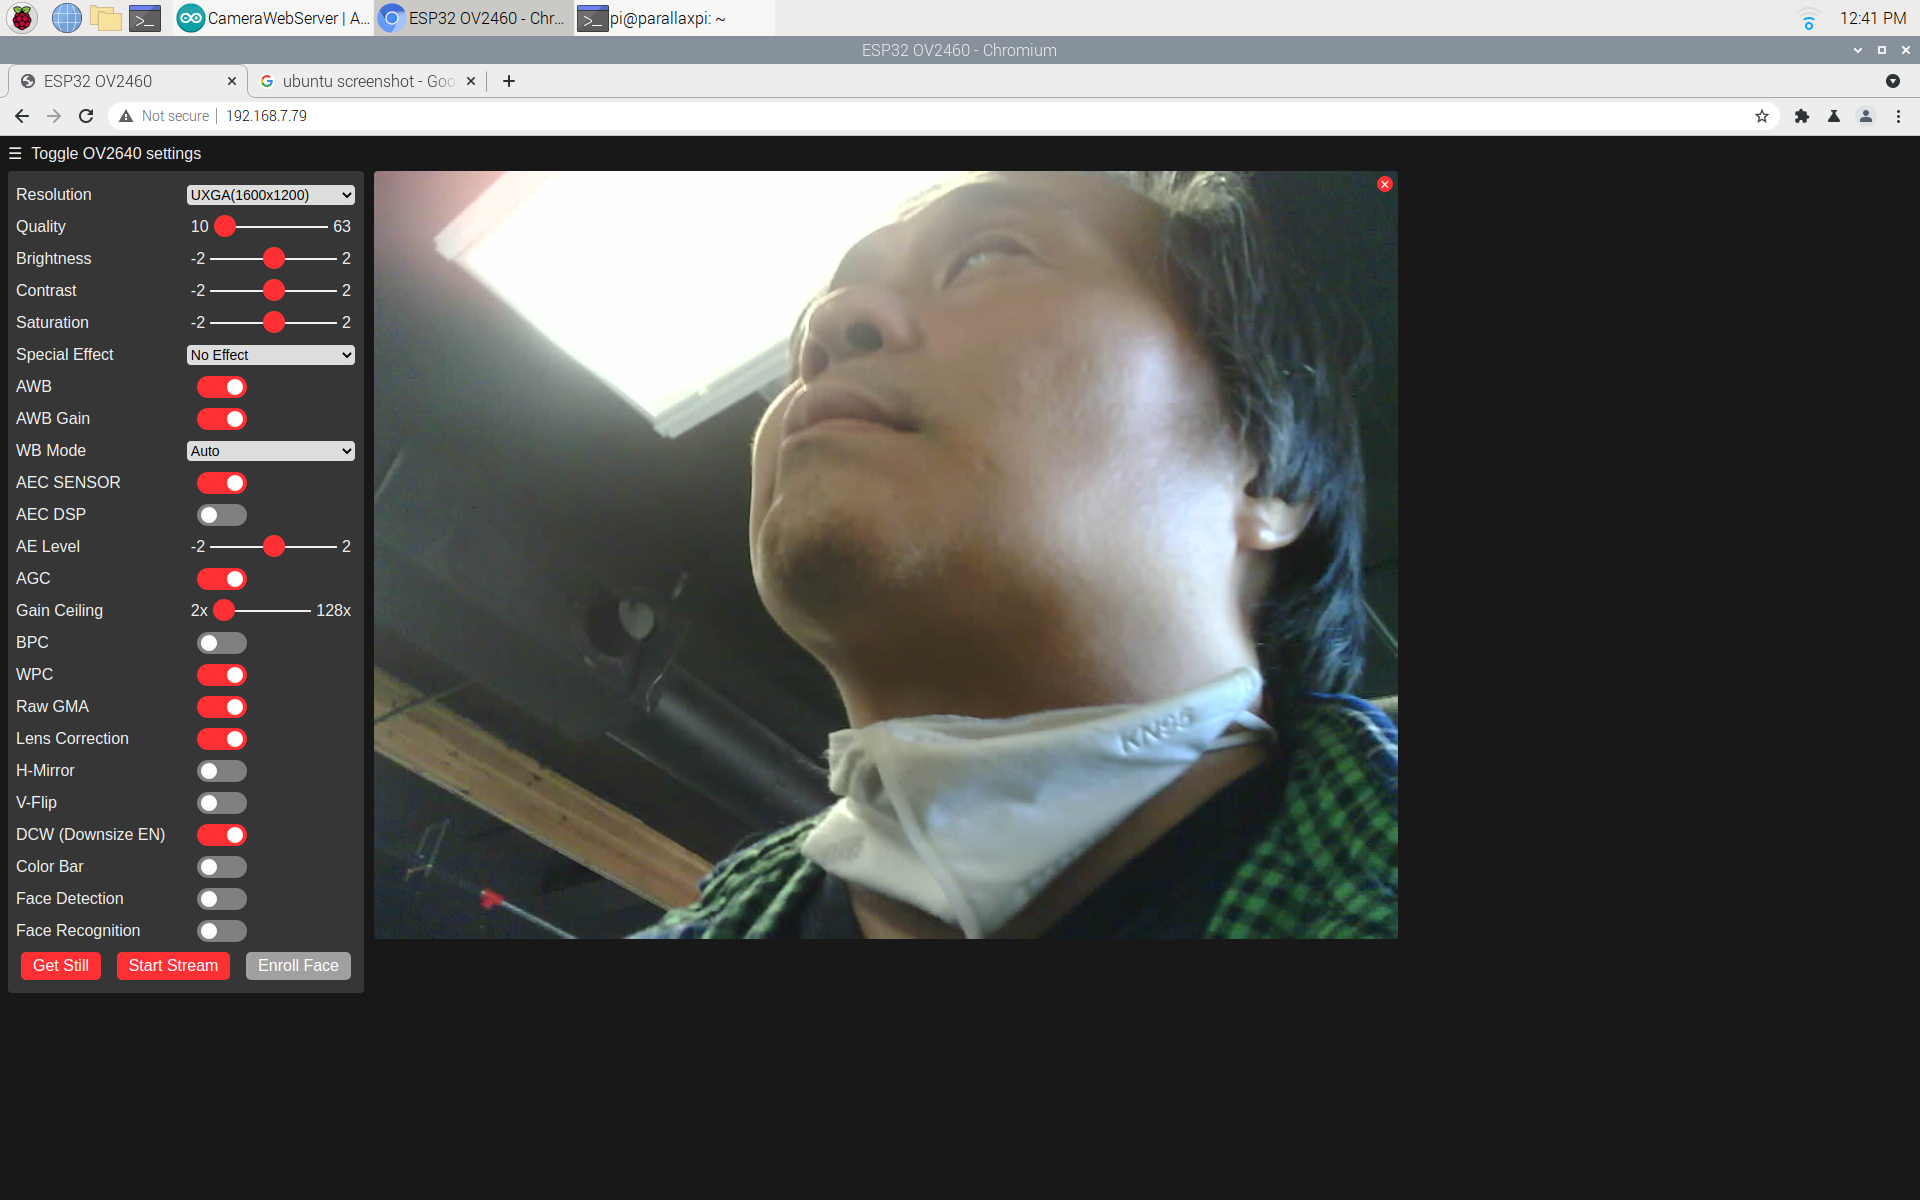 CameraWebServer | A... ESP32 OV2460 - Chr... pi@parallaxpi: ~ 12:41 PM
ESP32 OV2460 - Chromium
ESP32 OV2460 ubuntu screenshot - Goo
Not secure 192.168.7.79
☰ Toggle OV2640 settings
Resolution UXGA(1600x1200)
Quality 10 63
Brightness -2 2
Contrast -2 2
Saturation -2 2
Special Effect No Effect
AWB
AWB Gain
WB Mode Auto
AEC SENSOR
AEC DSP
AE Level -2 2
AGC
Gain Ceiling 2x 128x
BPC
WPC
Raw GMA
Lens Correction
H-Mirror
V-Flip
DCW (Downsize EN)
Color Bar
Face Detection
Face Recognition
Get Still Start Stream Enroll Face
KN95